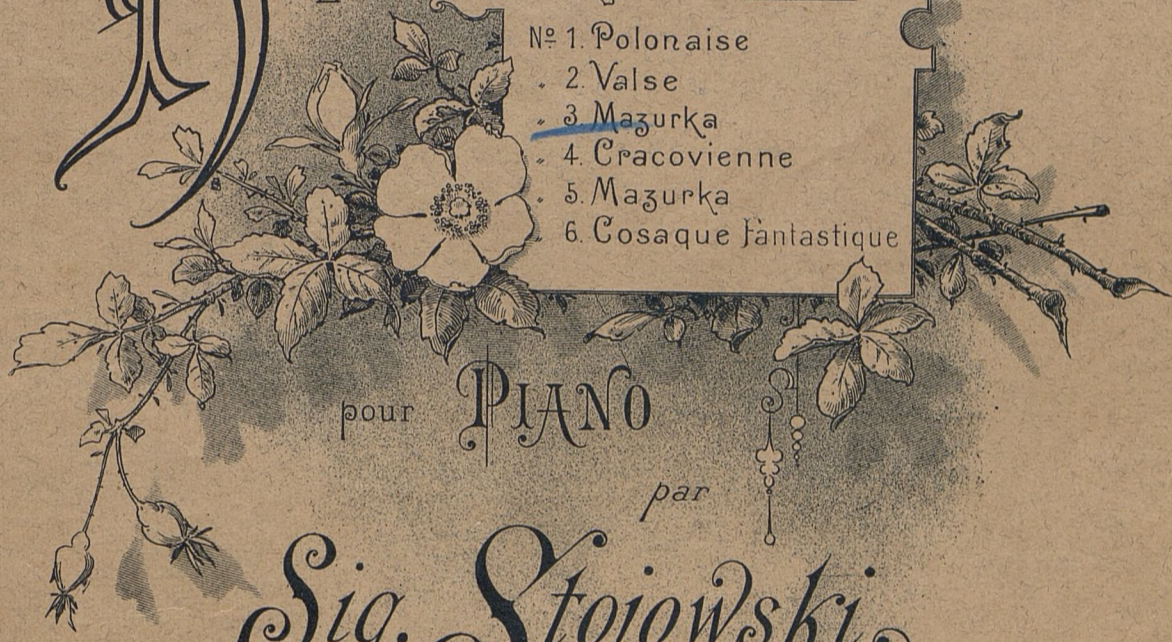 Nº 1. Polonaise
„ 2. Valse
„ 3. Mazurka
„ 4. Cracovienne
„ 5. Mazurka
„ 6. Cosaque fantastique
pour PIANO
par
Sig. Stojowski